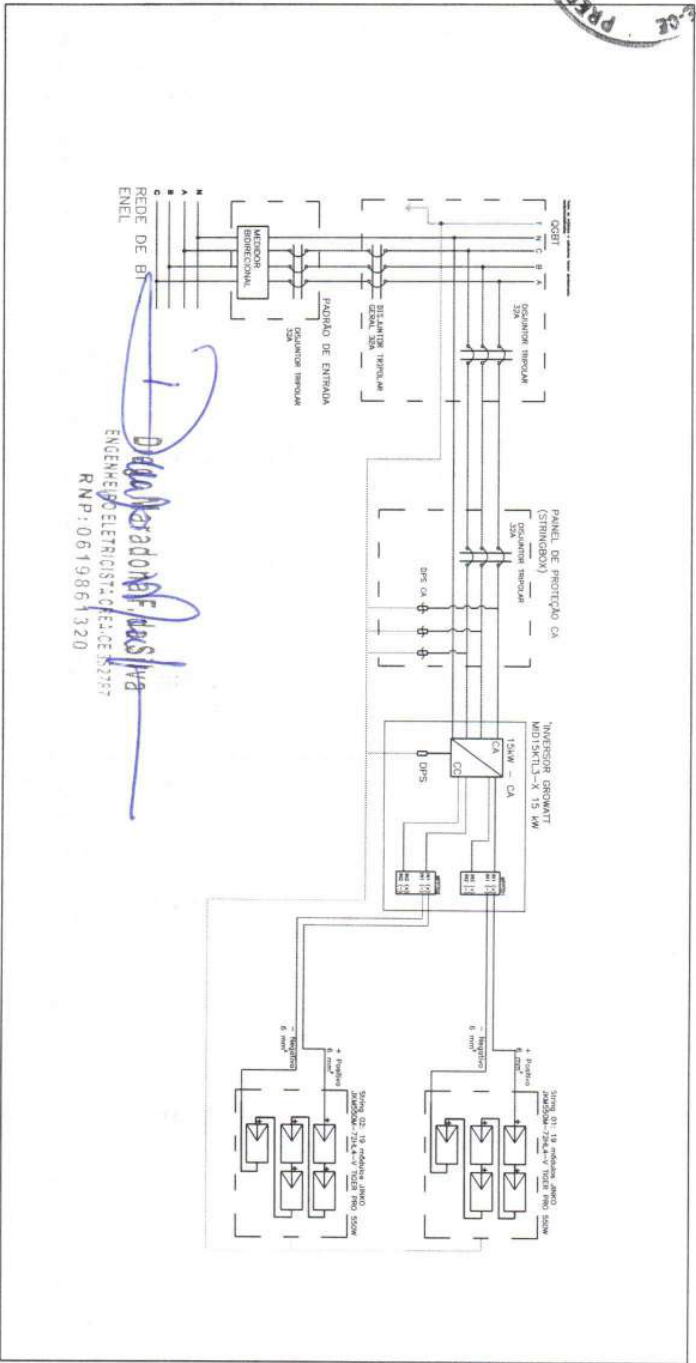 QGBT
T
N
C
B
A
DISJUNTOR TRIPOLAR
32A
DISJUNTOR TRIPOLAR
GERAL 32A
PADRÃO DE ENTRADA
DISJUNTOR TRIPOLAR
32A
MEDIDOR
BIDIRECIONAL
N
A
B
C
REDE DE BT
ENEL
PAINEL DE PROTEÇÃO CA
(STRINGBOX)
DISJUNTOR TRIPOLAR
32A
DPS CA
INVERSOR GROWATT
MID15KTL3-X 15 kW
15kW - CA
CA
CC
DPS
+ Positivo
6 mm²
- Negativo
6 mm²
String 01: 19 módulos JINKO
JKM550M-72HL4-V TIGER PRO 550W
+ Positivo
6 mm²
- Negativo
6 mm²
String 02: 19 módulos JINKO
JKM550M-72HL4-V TIGER PRO 550W
ENGENHEIRO ELETRICISTA CREA-CE
RNP: 0619861320